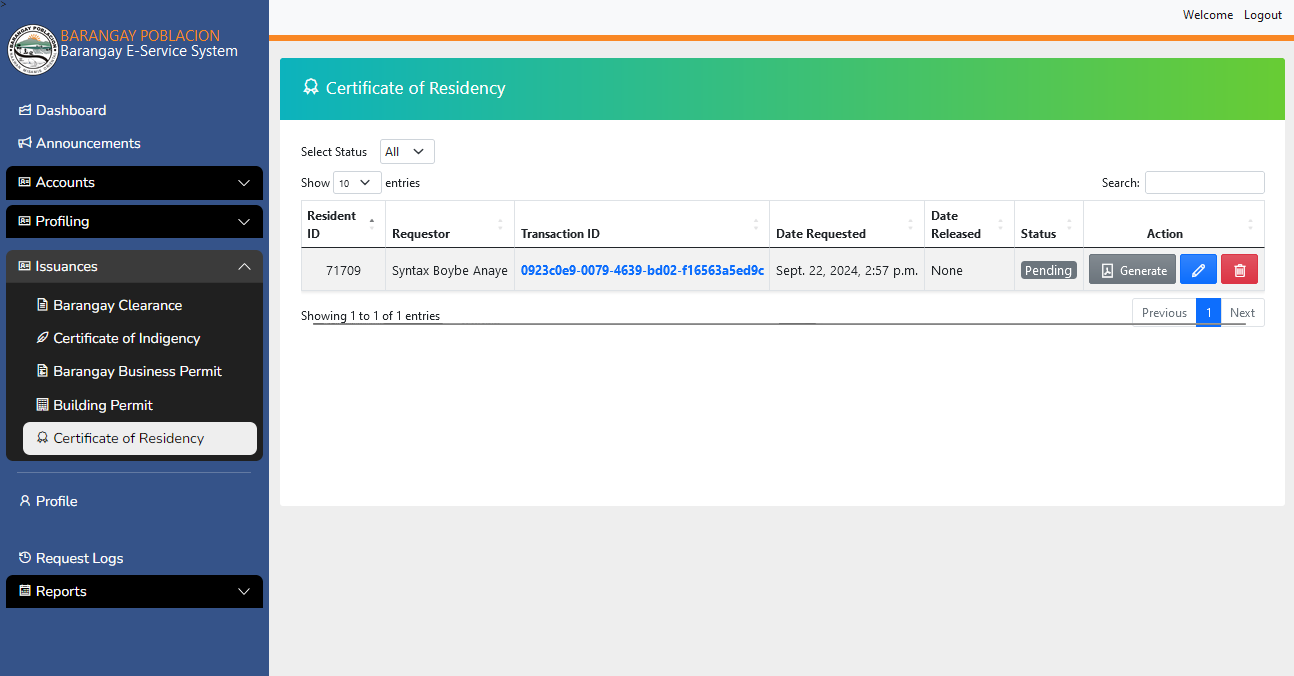 >
Welcome Logout
BARANGAY POBLACION
Barangay E-Service System
Dashboard
Announcements
Accounts
Profiling
Issuances
Barangay Clearance
Certificate of Indigency
Barangay Business Permit
Building Permit
Certificate of Residency
Profile
Request Logs
Reports
Certificate of Residency
Select Status All
Show 10 entries
Search:
Resident ID Requestor Transaction ID Date Requested Date Released Status Action
71709 Syntax Boybe Anaye 0923c0e9-0079-4639-bd02-f16563a5ed9c Sept. 22, 2024, 2:57 p.m. None Pending Generate
Showing 1 to 1 of 1 entries
Previous 1 Next